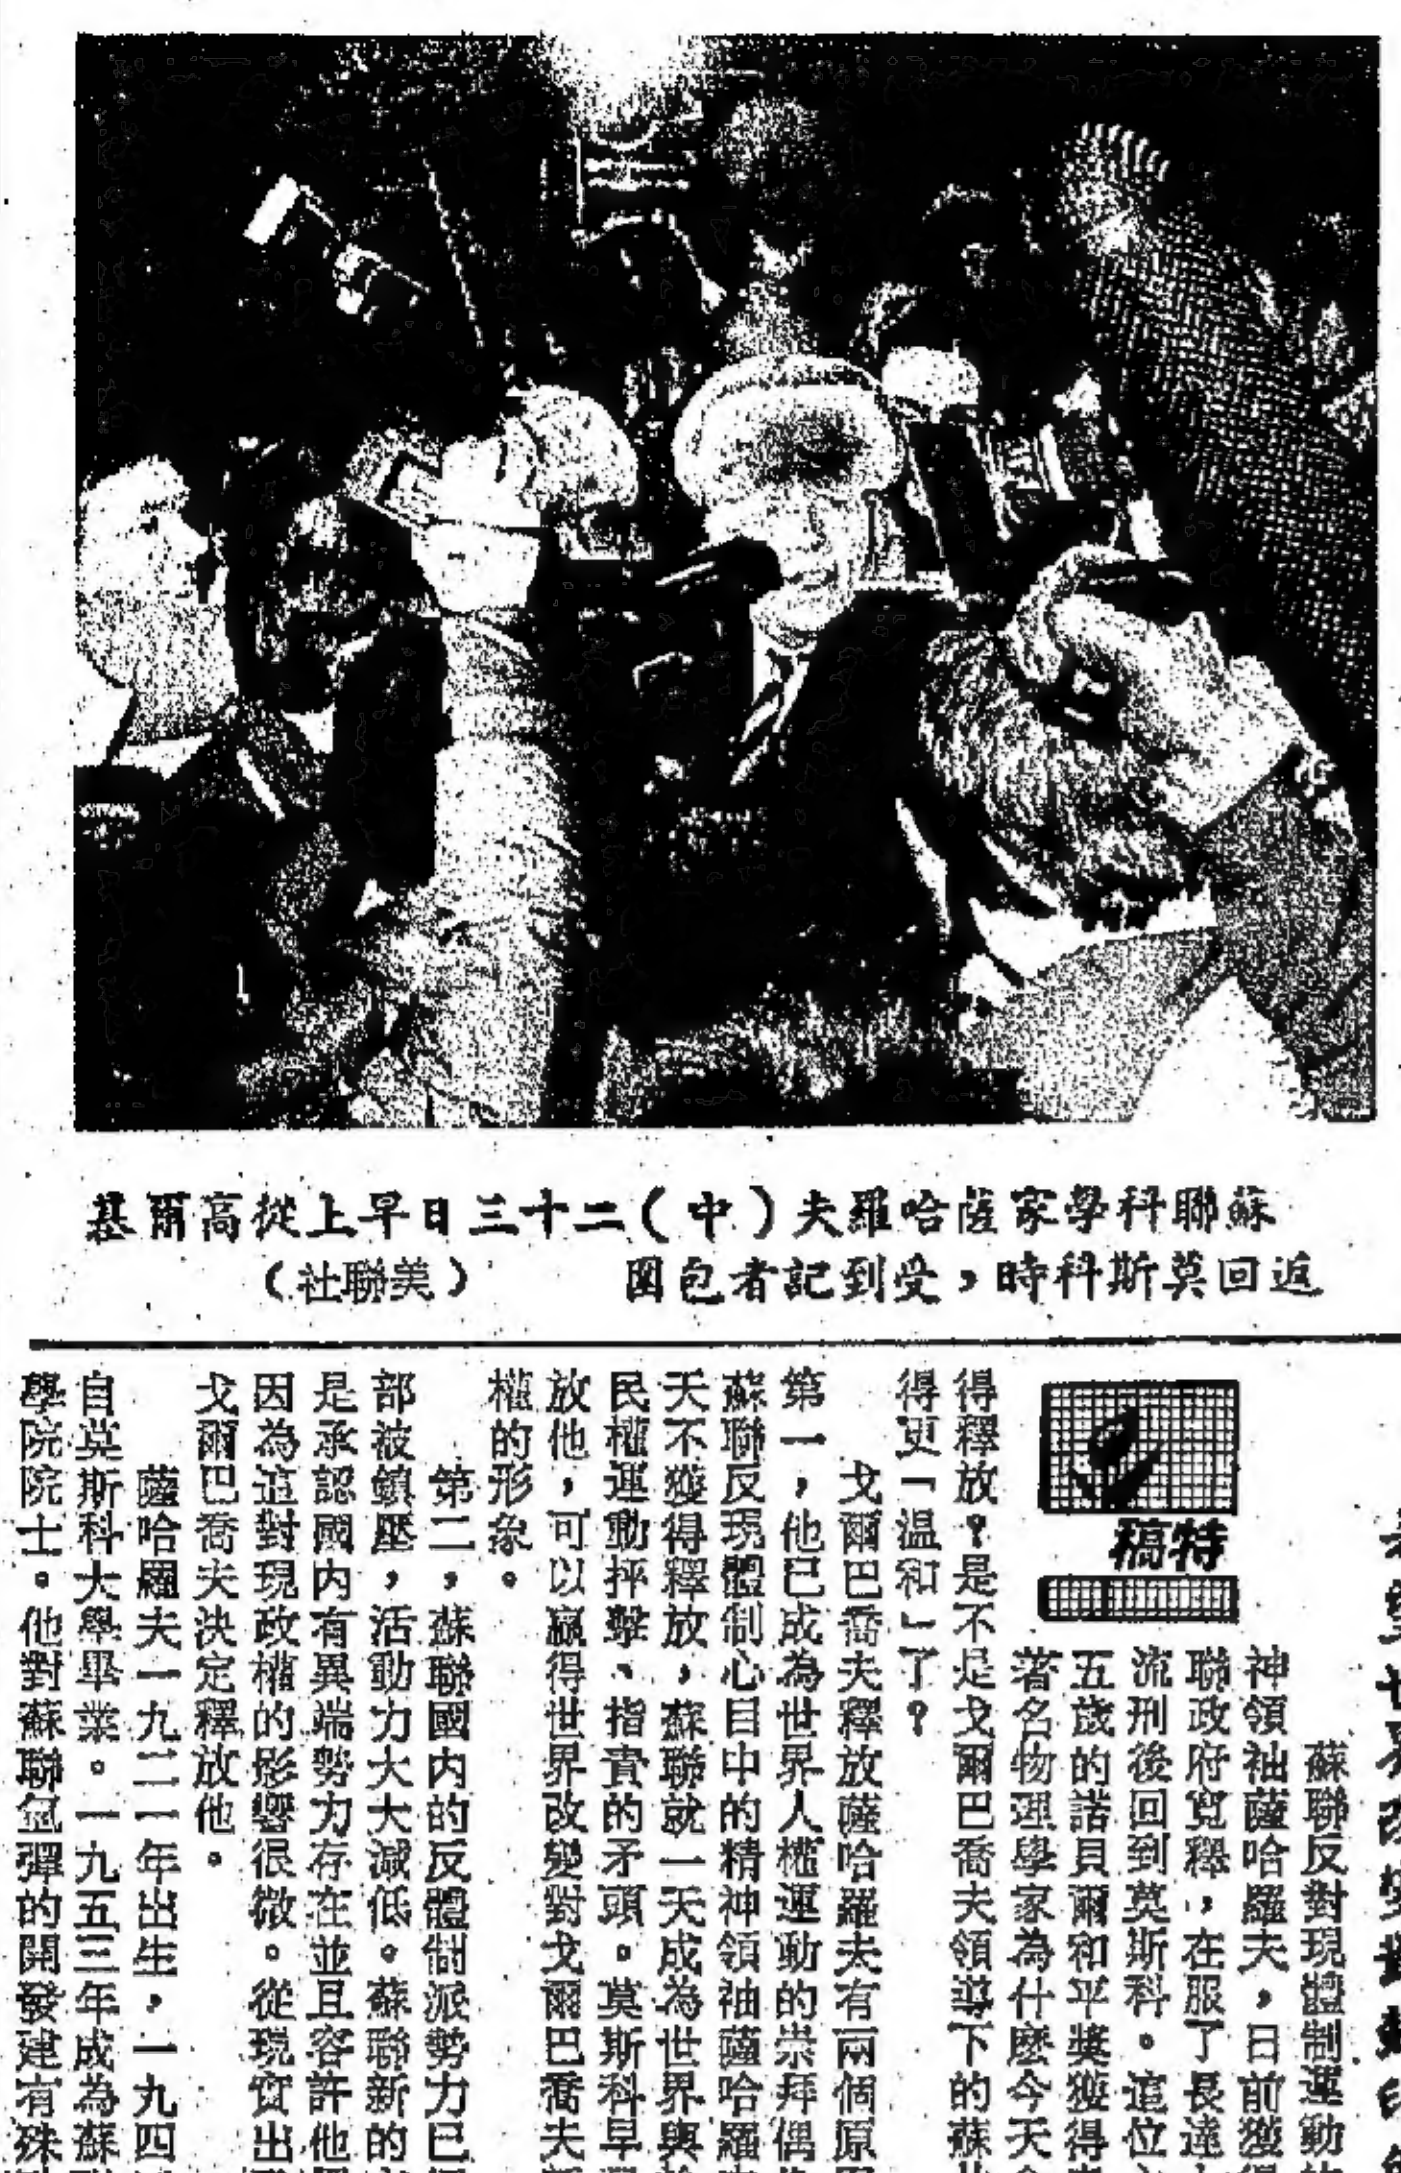 蘇聯科學家薩哈羅夫（中）二十三日早上從高爾基
返回莫斯科時，受到記者包圍 （美聯社）
特稿
蘇聯反對現體制運動
神領袖薩哈羅夫，日前獲
聯政府寬釋，在服了長達
流刑後回到莫斯科。這位
五歲的諾貝爾和平獎獲得
著名物理學家為什麼今天
得釋放？是不是戈爾巴喬夫領導下的蘇
得更「温和」了？
戈爾巴喬夫釋放薩哈羅夫有兩個原
第一，他已成為世界人權運動的崇拜偶
蘇聯反現體制心目中的精神領袖薩哈羅
天不獲得釋放，蘇聯就一天成為世界與
民權運動抨擊、指責的矛頭。莫斯科早
放他，可以贏得世界改變對戈爾巴喬夫
權的形象。
第二，蘇聯國内的反體制派勢力已
部被鎮壓，活動力大大減低。蘇聯新的
是承認國内有異端勢力存在並且容許他
因為這對現政權的影響很微。從現實出
戈爾巴喬夫決定釋放他。
薩哈羅夫一九二一年出生，一九四
自莫斯科大學畢業。一九五三年成為蘇
學院院士。他對蘇聯氫彈的開發建有殊